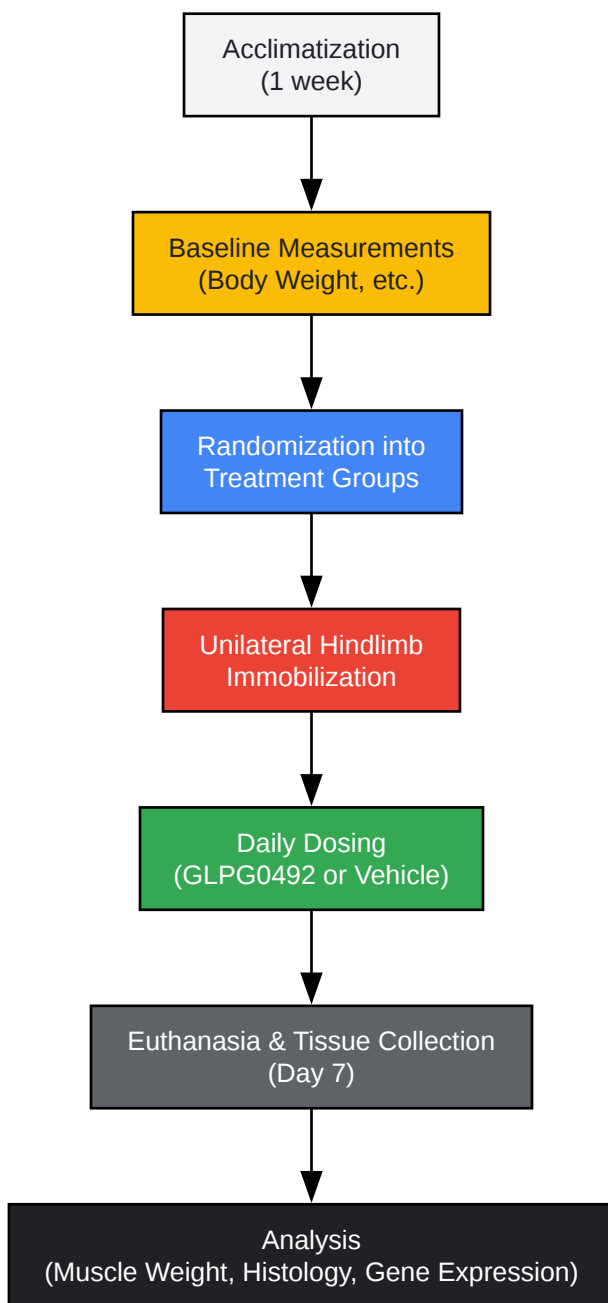 Acclimatization
(1 week)
Baseline Measurements
(Body Weight, etc.)
Randomization into
Treatment Groups
Unilateral Hindlimb
Immobilization
Daily Dosing
(GLPG0492 or Vehicle)
Euthanasia & Tissue Collection
(Day 7)
Analysis
(Muscle Weight, Histology, Gene Expression)